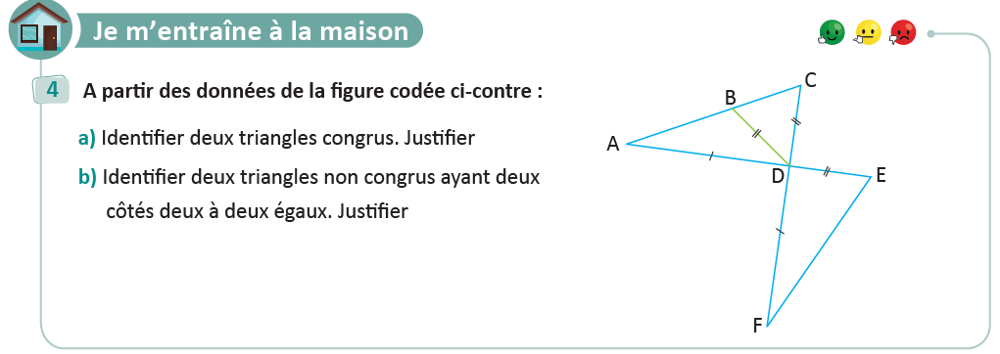 Je m'entraîne à la maison
4 A partir des données de la figure codée ci-contre :
a) Identifier deux triangles congrus. Justifier
b) Identifier deux triangles non congrus ayant deux
côtés deux à deux égaux. Justifier
C
B
A
D
E
F